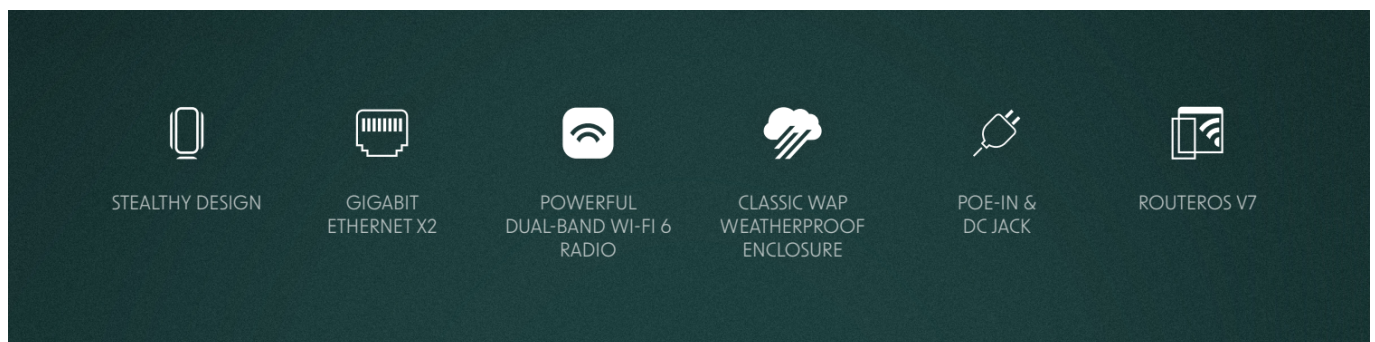 STEALTHY DESIGN
GIGABIT
ETHERNET X2
POWERFUL
DUAL-BAND WI-FI 6
RADIO
CLASSIC WAP
WEATHERPROOF
ENCLOSURE
POE-IN &
DC JACK
ROUTEROS V7